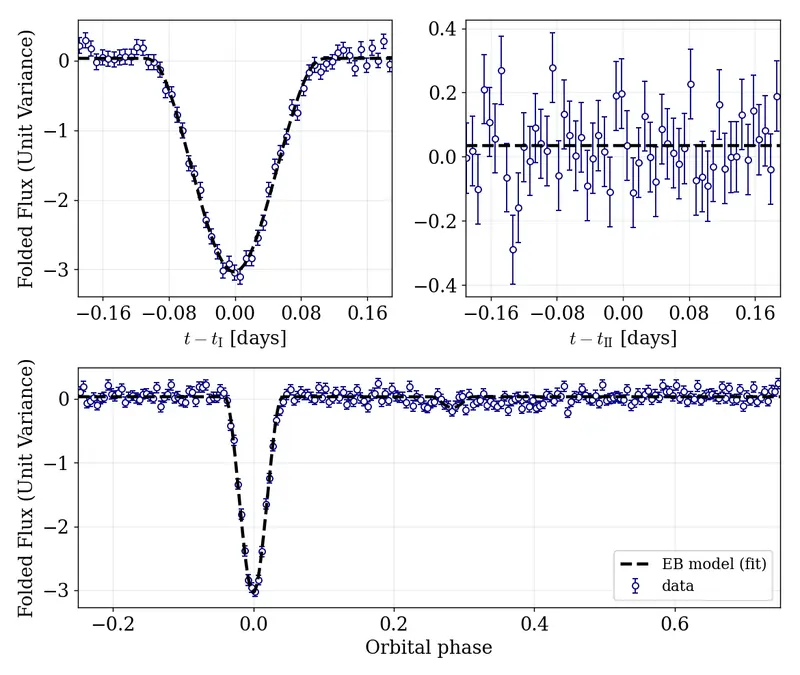 Folded Flux (Unit Variance)
0
−1
−2
−3
−0.16 −0.08 0.00 0.08 0.16
t − t_I [days]
0.4
0.2
0.0
−0.2
−0.4
−0.16 −0.08 0.00 0.08 0.16
t − t_II [days]
Folded Flux (Unit Variance)
0
−1
−2
−3
−0.2 0.0 0.2 0.4 0.6
Orbital phase
EB model (fit)
data